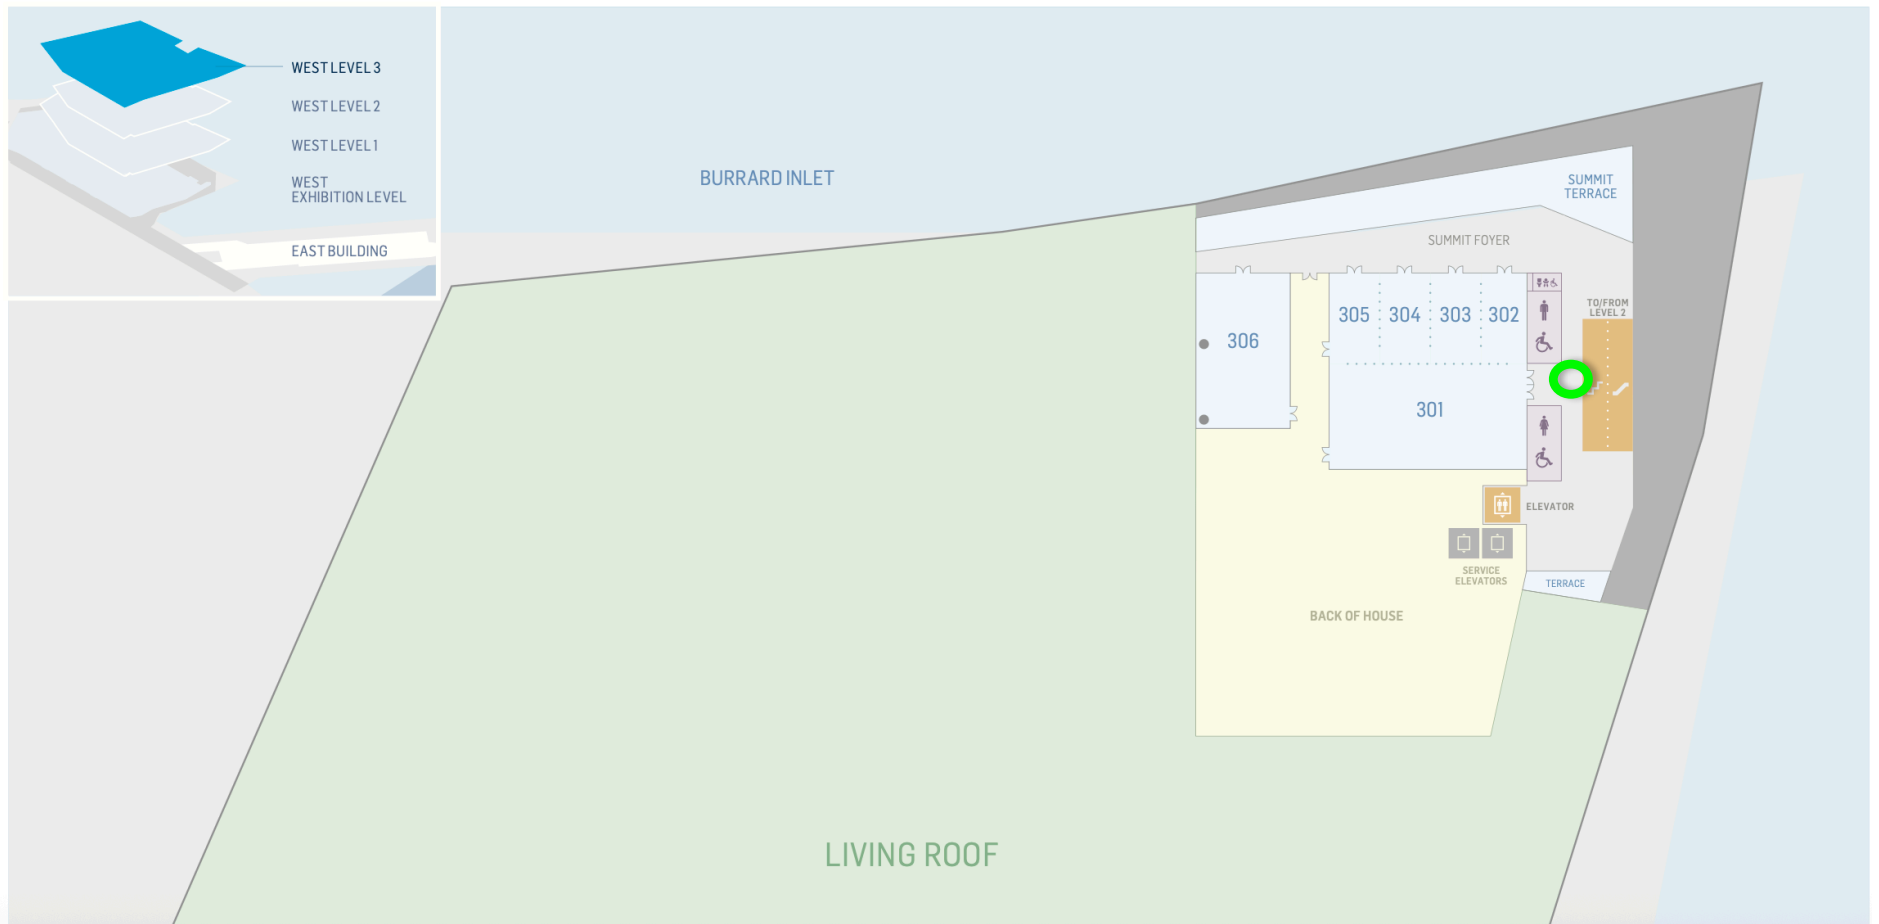 WEST LEVEL 3
WEST LEVEL 2
WEST LEVEL 1
WEST
EXHIBITION LEVEL
EAST BUILDING
BURRARD INLET
SUMMIT
TERRACE
SUMMIT FOYER
TO/FROM
LEVEL 2
305
304
303
302
306
301
ELEVATOR
SERVICE
ELEVATORS
TERRACE
BACK OF HOUSE
LIVING ROOF